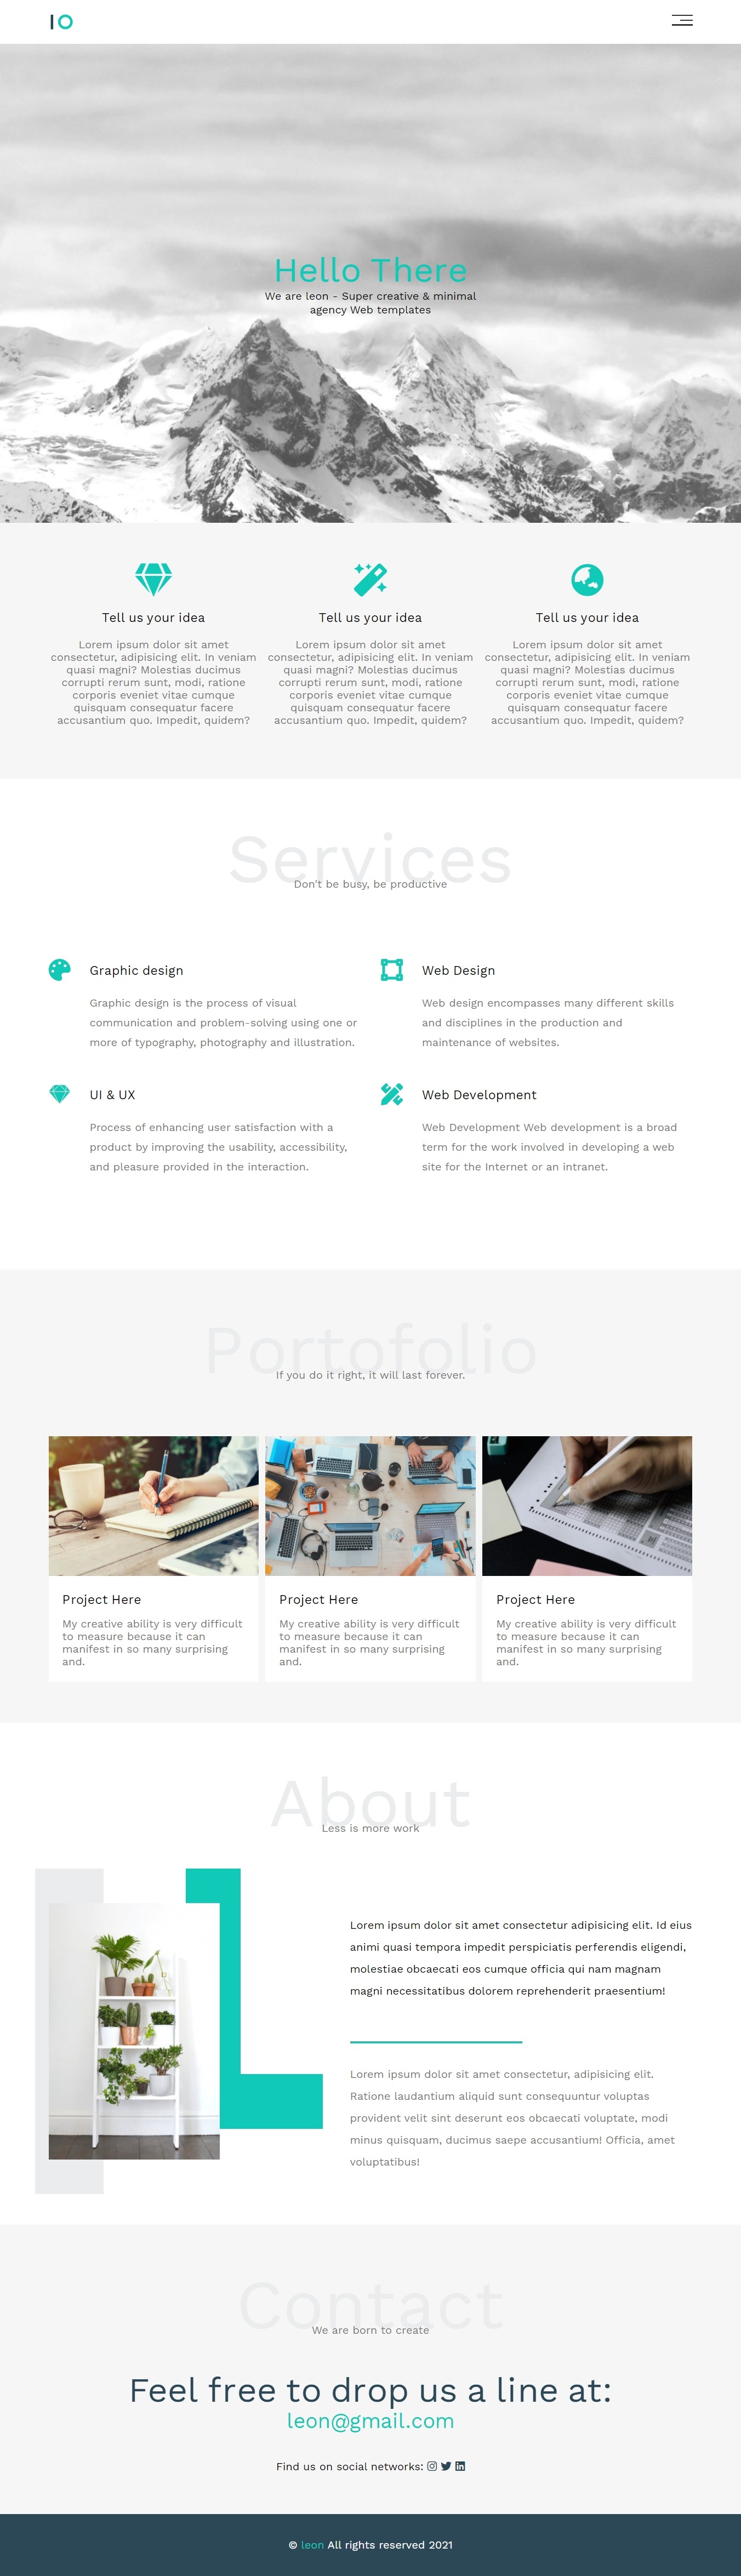 IO
Hello There
We are leon - Super creative & minimal
agency Web templates
Tell us your idea
Lorem ipsum dolor sit amet
consectetur, adipisicing elit. In veniam
quasi magni? Molestias ducimus
corrupti rerum sunt, modi, ratione
corporis eveniet vitae cumque
quisquam consequatur facere
accusantium quo. Impedit, quidem?
Tell us your idea
Lorem ipsum dolor sit amet
consectetur, adipisicing elit. In veniam
quasi magni? Molestias ducimus
corrupti rerum sunt, modi, ratione
corporis eveniet vitae cumque
quisquam consequatur facere
accusantium quo. Impedit, quidem?
Tell us your idea
Lorem ipsum dolor sit amet
consectetur, adipisicing elit. In veniam
quasi magni? Molestias ducimus
corrupti rerum sunt, modi, ratione
corporis eveniet vitae cumque
quisquam consequatur facere
accusantium quo. Impedit, quidem?
Services
Don't be busy, be productive
Graphic design
Graphic design is the process of visual
communication and problem-solving using one or
more of typography, photography and illustration.
Web Design
Web design encompasses many different skills
and disciplines in the production and
maintenance of websites.
UI & UX
Process of enhancing user satisfaction with a
product by improving the usability, accessibility,
and pleasure provided in the interaction.
Web Development
Web Development Web development is a broad
term for the work involved in developing a web
site for the Internet or an intranet.
Portofolio
If you do it right, it will last forever.
Project Here
My creative ability is very difficult
to measure because it can
manifest in so many surprising
and.
Project Here
My creative ability is very difficult
to measure because it can
manifest in so many surprising
and.
Project Here
My creative ability is very difficult
to measure because it can
manifest in so many surprising
and.
About
Less is more work
Lorem ipsum dolor sit amet consectetur adipisicing elit. Id eius
animi quasi tempora impedit perspiciatis perferendis eligendi,
molestiae obcaecati eos cumque officia qui nam magnam
magni necessitatibus dolorem reprehenderit praesentium!
Lorem ipsum dolor sit amet consectetur, adipisicing elit.
Ratione laudantium aliquid sunt consequuntur voluptas
provident velit sint deserunt eos obcaecati voluptate, modi
minus quisquam, ducimus saepe accusantium! Officia, amet
voluptatibus!
Contact
We are born to create
Feel free to drop us a line at:
leon@gmail.com
Find us on social networks:
© leon All rights reserved 2021